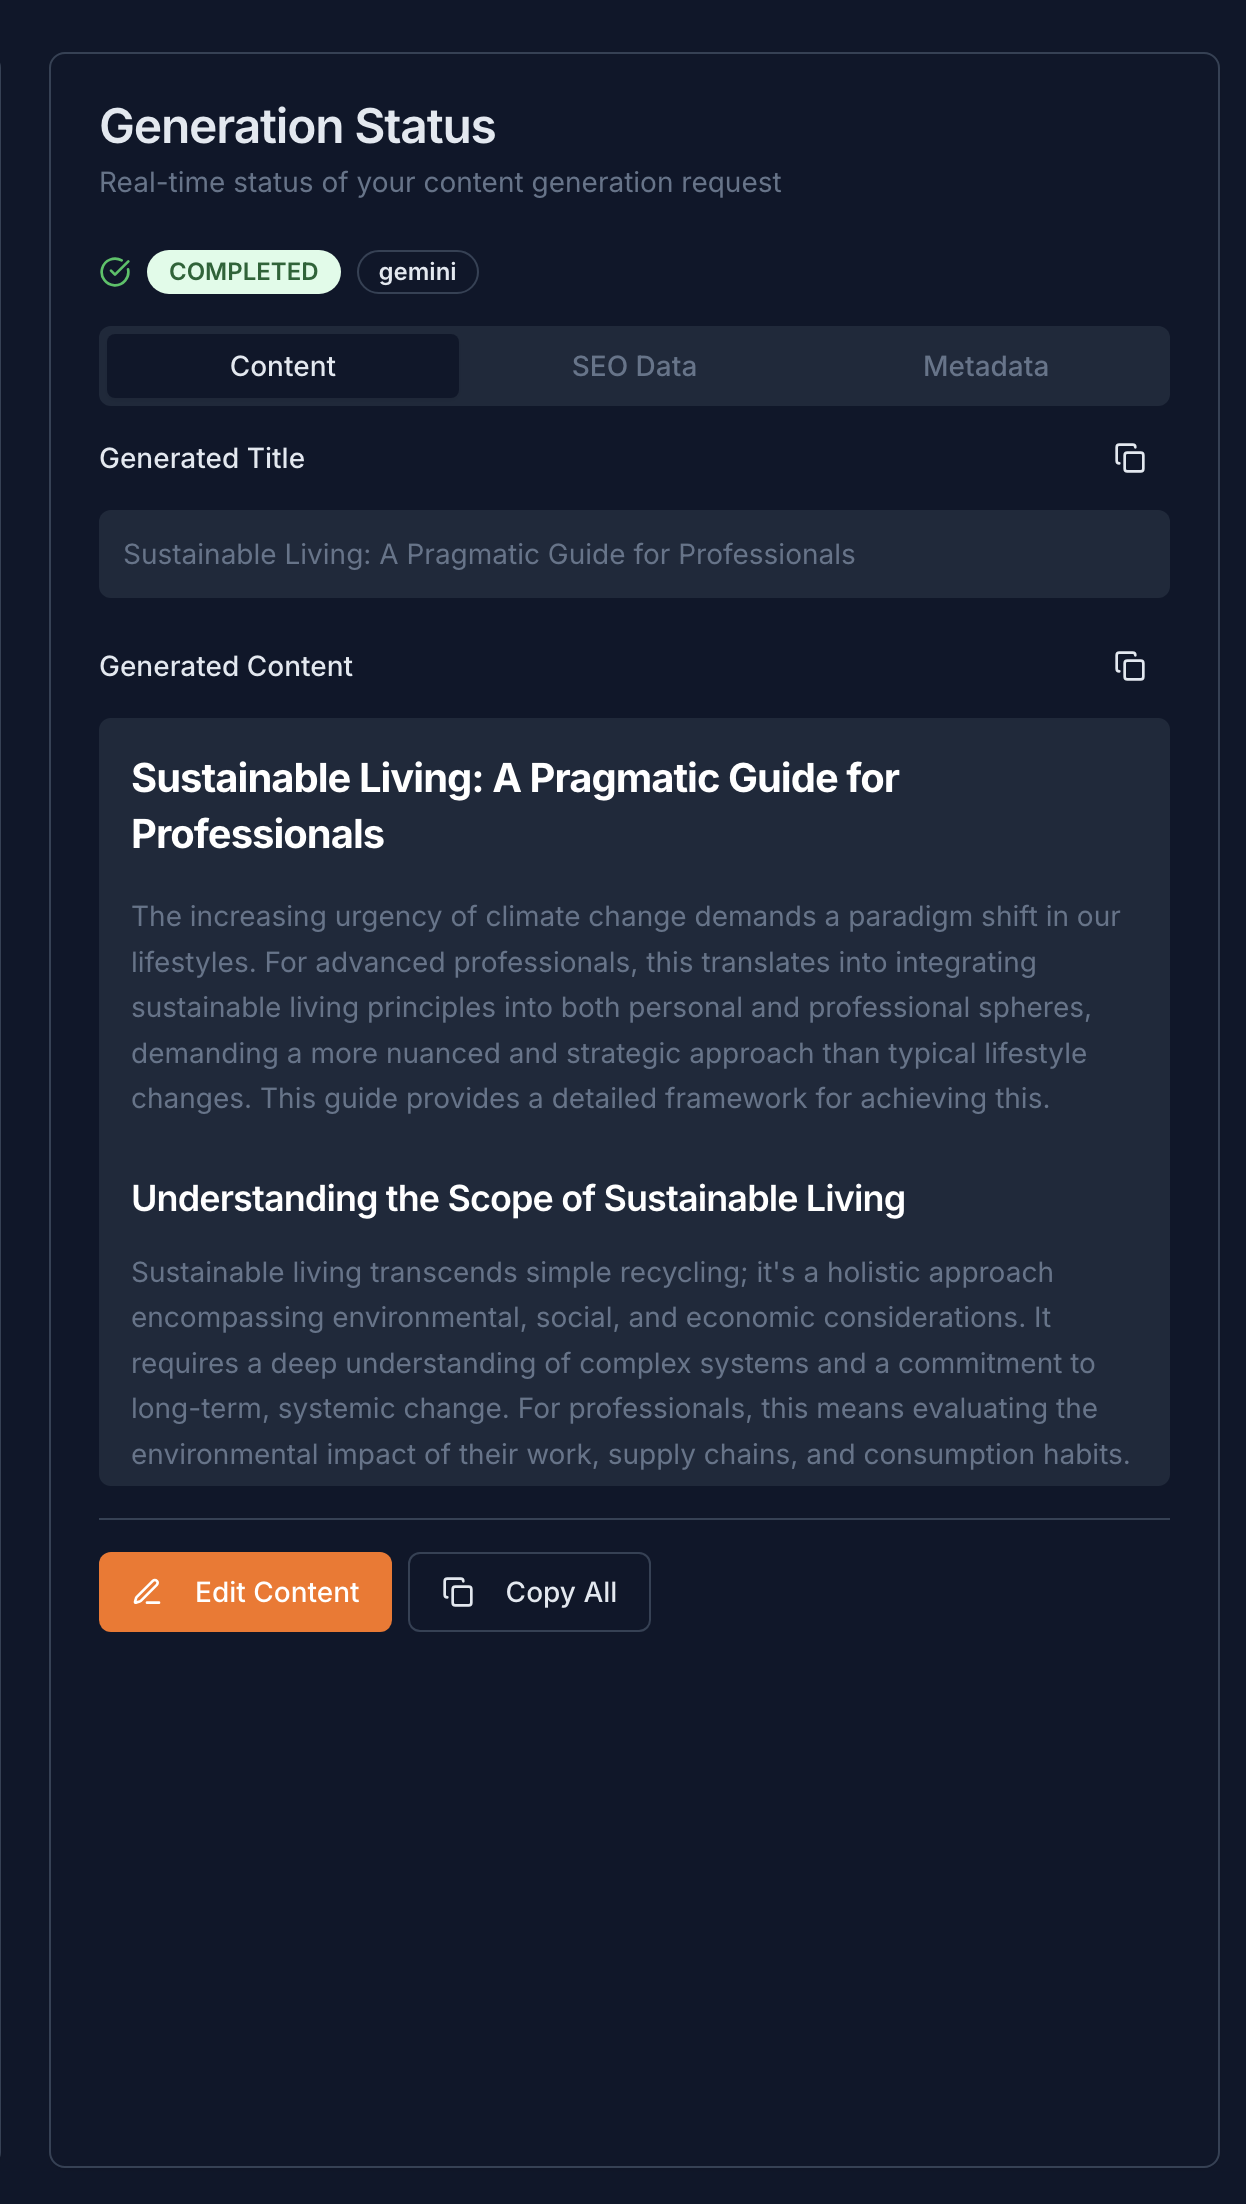 Generation Status
Real-time status of your content generation request
COMPLETED gemini
Content SEO Data Metadata
Generated Title
Sustainable Living: A Pragmatic Guide for Professionals
Generated Content
Sustainable Living: A Pragmatic Guide for
Professionals
The increasing urgency of climate change demands a paradigm shift in our
lifestyles. For advanced professionals, this translates into integrating
sustainable living principles into both personal and professional spheres,
demanding a more nuanced and strategic approach than typical lifestyle
changes. This guide provides a detailed framework for achieving this.
Understanding the Scope of Sustainable Living
Sustainable living transcends simple recycling; it's a holistic approach
encompassing environmental, social, and economic considerations. It
requires a deep understanding of complex systems and a commitment to
long-term, systemic change. For professionals, this means evaluating the
environmental impact of their work, supply chains, and consumption habits.
Edit Content Copy All